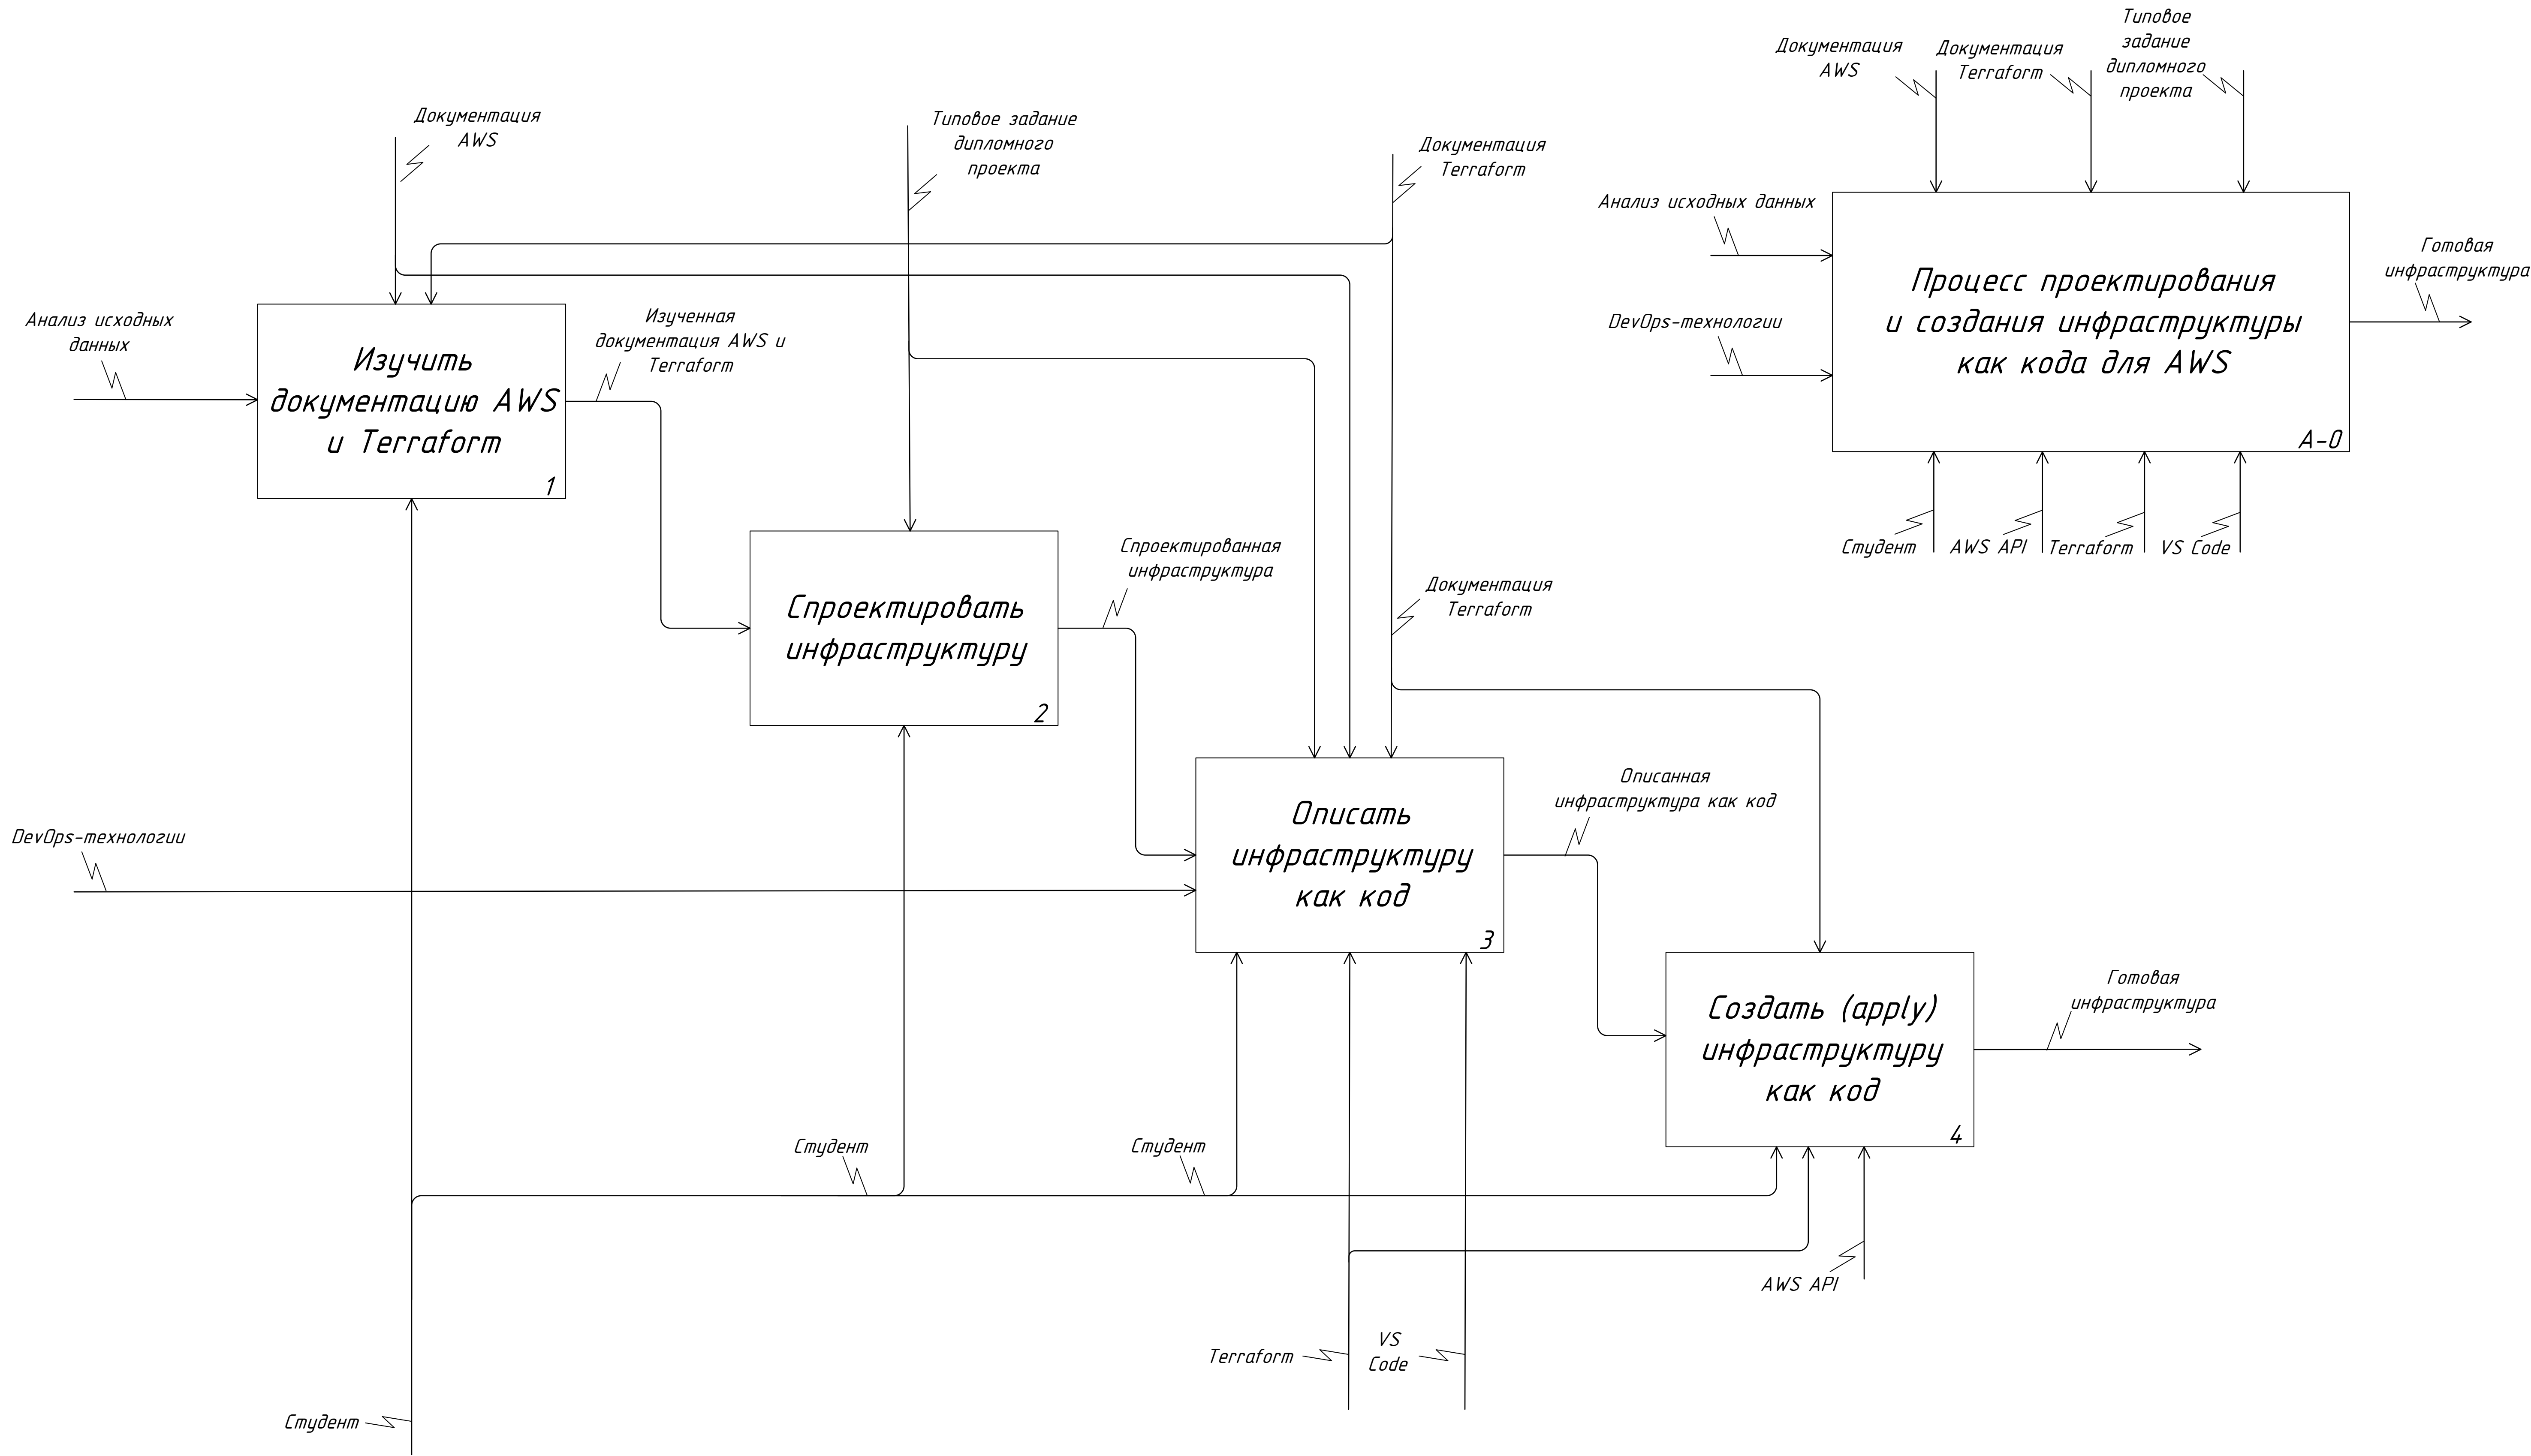 Документация
AWS
Типовое задание
дипломного
проекта
Документация
Terraform
Анализ исходных
данных
Изучить
документацию AWS
и Terraform
1
Изученная
документация AWS и
Terraform
Спроектировать
инфраструктуру
2
Спроектированная
инфраструктура
Документация
Terraform
DevOps-технологии
Описать
инфраструктуру
как код
3
Описанная
инфраструктура как код
Создать (apply)
инфраструктуру
как код
4
Готовая
инфраструктура
Студент
Студент
AWS API
Terraform
VS
Code
Студент
Документация
AWS
Документация
Terraform
Типовое
задание
дипломного
проекта
Анализ исходных данных
DevOps-технологии
Процесс проектирования
и создания инфраструктуры
как кода для AWS
A-0
Готовая
инфраструктура
Студент
AWS API
Terraform
VS Code